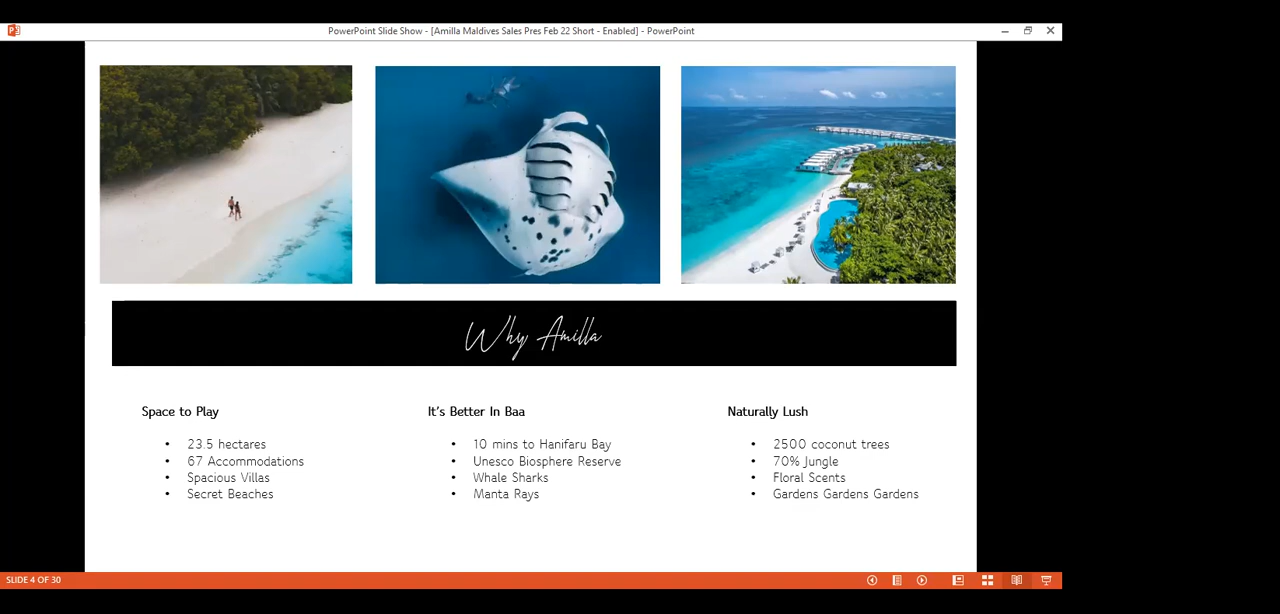 PowerPoint Slide Show - [Amilla Maldives Sales Pres Feb 22 Short - Enabled] - PowerPoint
Why Amilla
Space to Play
• 23.5 hectares
• 67 Accommodations
• Spacious Villas
• Secret Beaches
It's Better In Baa
• 10 mins to Hanifaru Bay
• Unesco Biosphere Reserve
• Whale Sharks
• Manta Rays
Naturally Lush
• 2500 coconut trees
• 70% Jungle
• Floral Scents
• Gardens Gardens Gardens
SLIDE 4 OF 30